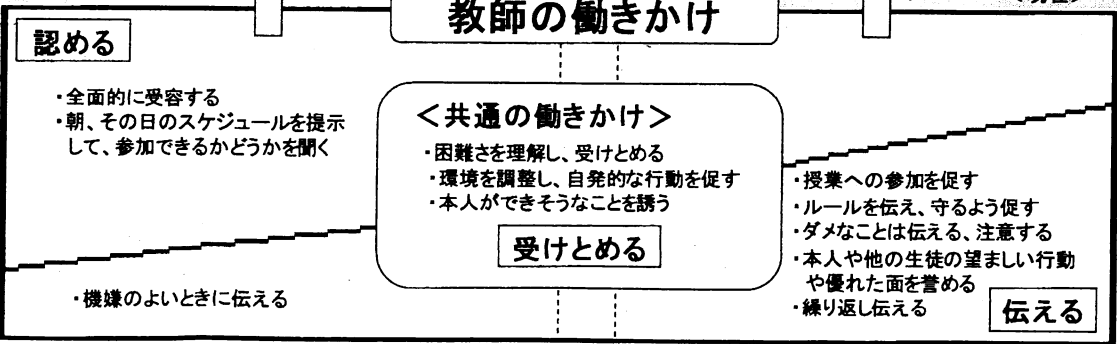 教師の働きかけ
認める
・全面的に受容する
・朝、その日のスケジュールを提示
して、参加できるかどうかを聞く
・機嫌のよいときに伝える
＜共通の働きかけ＞
・困難さを理解し、受けとめる
・環境を調整し、自発的な行動を促す
・本人ができそうなことを誘う
受けとめる
・授業への参加を促す
・ルールを伝え、守るよう促す
・ダメなことは伝える、注意する
・本人や他の生徒の望ましい行動
や優れた面を誉める
・繰り返し伝える
伝える